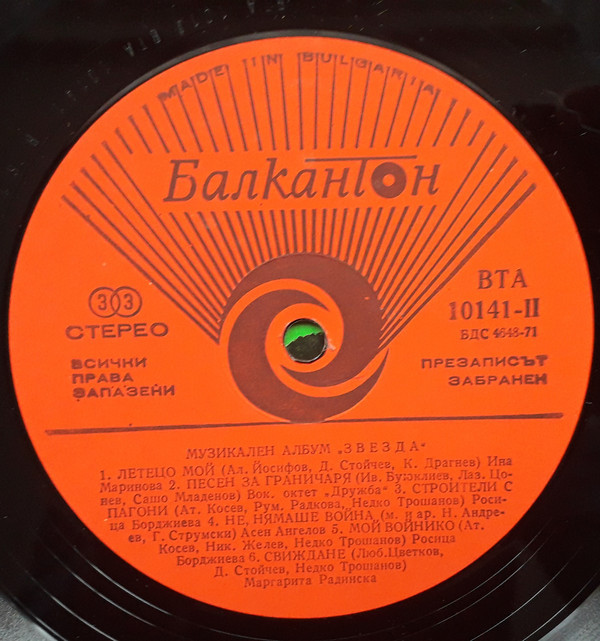 MADE IN BULGARIA
Балкантон
33
СТЕРЕО
ВСИЧКИ
ПРАВА
ЗАПАЗЕНИ
ВТА
10141-II
БДС 4648-71
ПРЕЗАПИСЪТ
ЗАБРАНЕН
МУЗИКАЛЕН АЛБУМ „ЗВЕЗДА“
1. ЛЕТЕЦО МОЙ (Ал. Йосифов, Д. Стойчев, К. Драгнев) Ина
Маринова 2. ПЕСЕН ЗА ГРАНИЧАРЯ (Ив. Бухэклиев, Лаз. Цо-
нев, Сашо Младенов) Вок. октет „Дружба“ 3. СТРОИТЕЛИ С
ПАГОНИ (Ат. Косев, Рум. Радкова, Недко Трошанов) Роси-
ца Борджиева 4. НЕ, НЯМАШЕ ВОЙНА (м. и ар. Н. Андре-
ев, Г. Струмски) Асен Ангелов 5. МОЙ ВОЙНИКО (Ат.
Косев, Ник. Желев, Недко Трошанов) Росица
Борджиева 6. СВИЖДАНЕ (Люб.Цветков,
Д. Стойчев, Недко Трошанов)
Маргарита Радинска